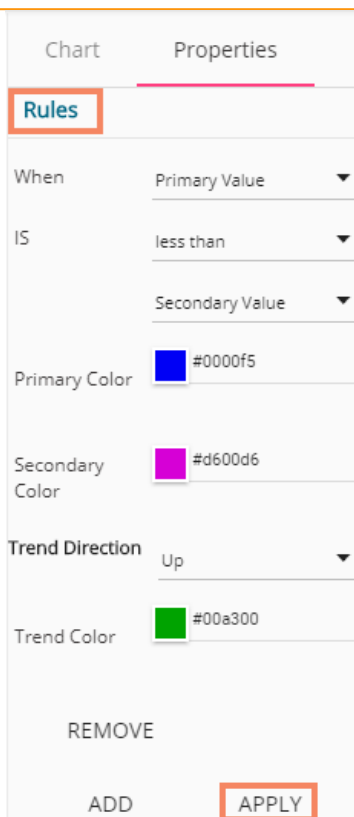 Chart Properties
Rules
When Primary Value
IS less than
Secondary Value
Primary Color #0000f5
Secondary #d600d6
Color
Trend Direction Up
Trend Color #00a300
REMOVE
ADD APPLY